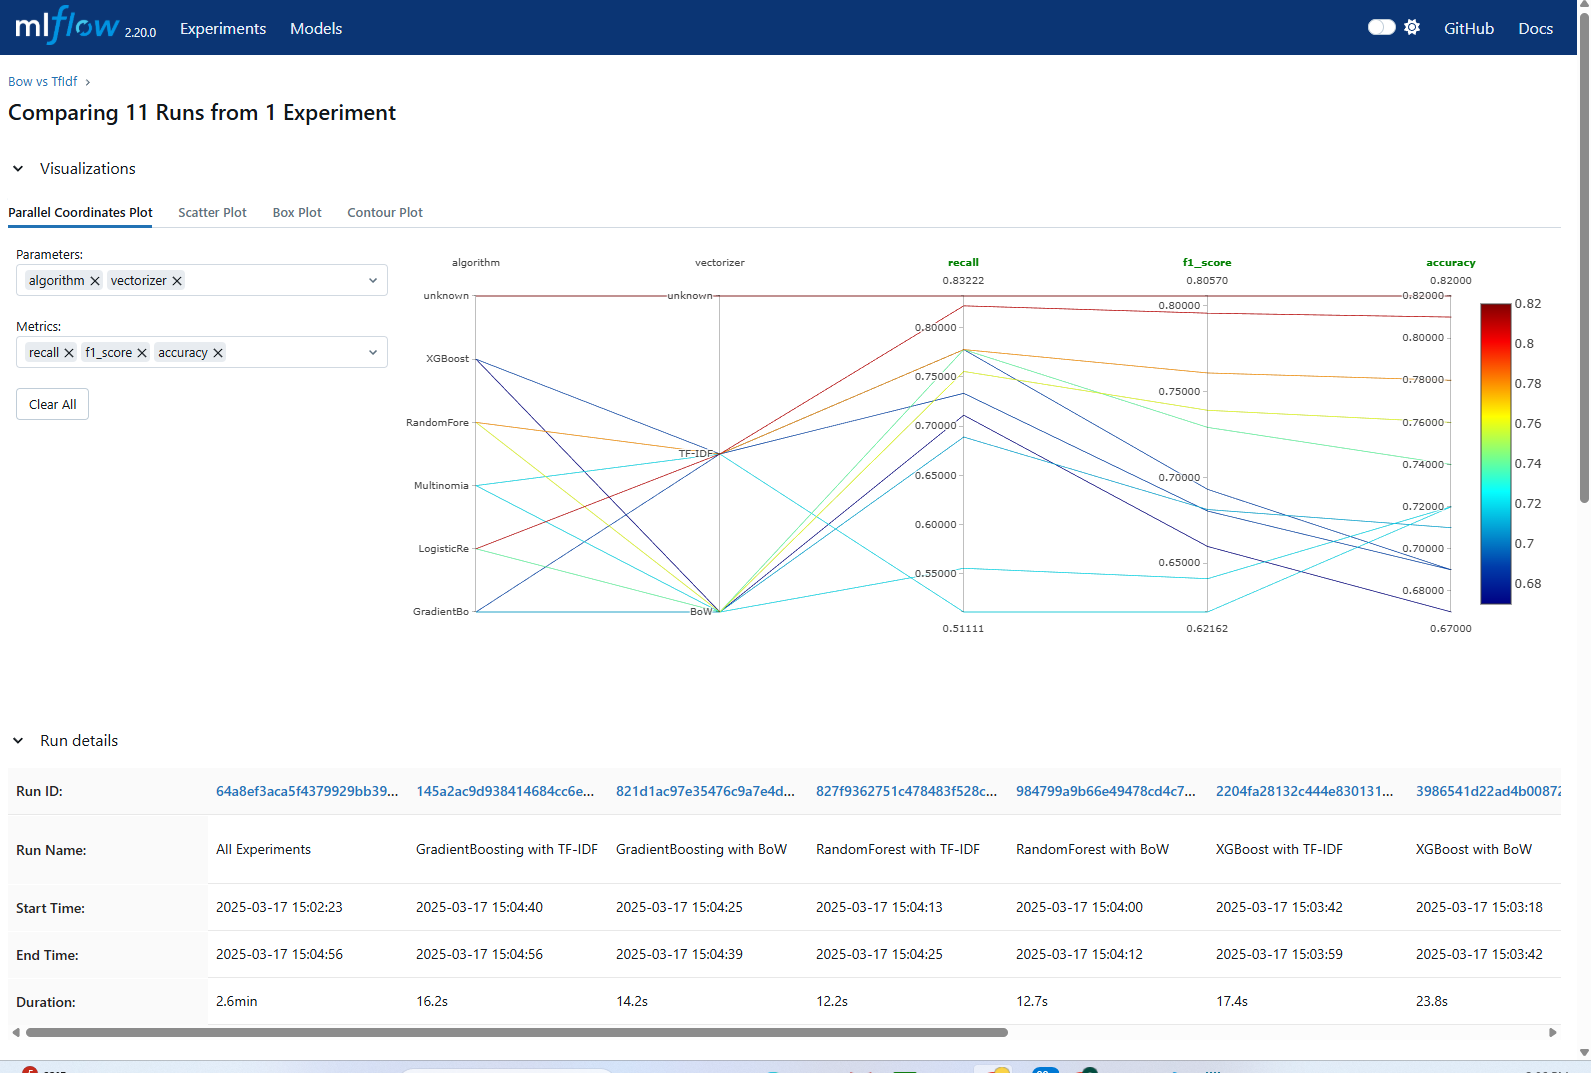 mlflow 2.20.0 Experiments Models GitHub Docs
Bow vs TfIdf
Comparing 11 Runs from 1 Experiment
Visualizations
Parallel Coordinates Plot Scatter Plot Box Plot Contour Plot
Parameters:
algorithm vectorizer
Metrics:
recall f1_score accuracy
Clear All
algorithm vectorizer recall f1_score accuracy
0.83222 0.80570 0.82000
unknown
XGBoost
RandomFore
Multinomia
LogisticRe
GradientBo
unknown
TF-IDF
BoW
0.80000
0.75000
0.70000
0.65000
0.60000
0.55000
0.80000
0.75000
0.70000
0.65000
0.82000
0.80000
0.78000
0.76000
0.74000
0.72000
0.70000
0.68000
0.51111 0.62162 0.67000
0.82
0.8
0.78
0.76
0.74
0.72
0.7
0.68
Run details
Run ID: 64a8ef3aca5f4379929bb39... 145a2ac9d938414684cc6e... 821d1ac97e35476c9a7e4d... 827f9362751c478483f528c... 984799a9b66e49478cd4c7... 2204fa28132c444e830131... 3986541d22ad4b00872
Run Name: All Experiments GradientBoosting with TF-IDF GradientBoosting with BoW RandomForest with TF-IDF RandomForest with BoW XGBoost with TF-IDF XGBoost with BoW
Start Time: 2025-03-17 15:02:23 2025-03-17 15:04:40 2025-03-17 15:04:25 2025-03-17 15:04:13 2025-03-17 15:04:00 2025-03-17 15:03:42 2025-03-17 15:03:18
End Time: 2025-03-17 15:04:56 2025-03-17 15:04:56 2025-03-17 15:04:39 2025-03-17 15:04:25 2025-03-17 15:04:12 2025-03-17 15:03:59 2025-03-17 15:03:42
Duration: 2.6min 16.2s 14.2s 12.2s 12.7s 17.4s 23.8s